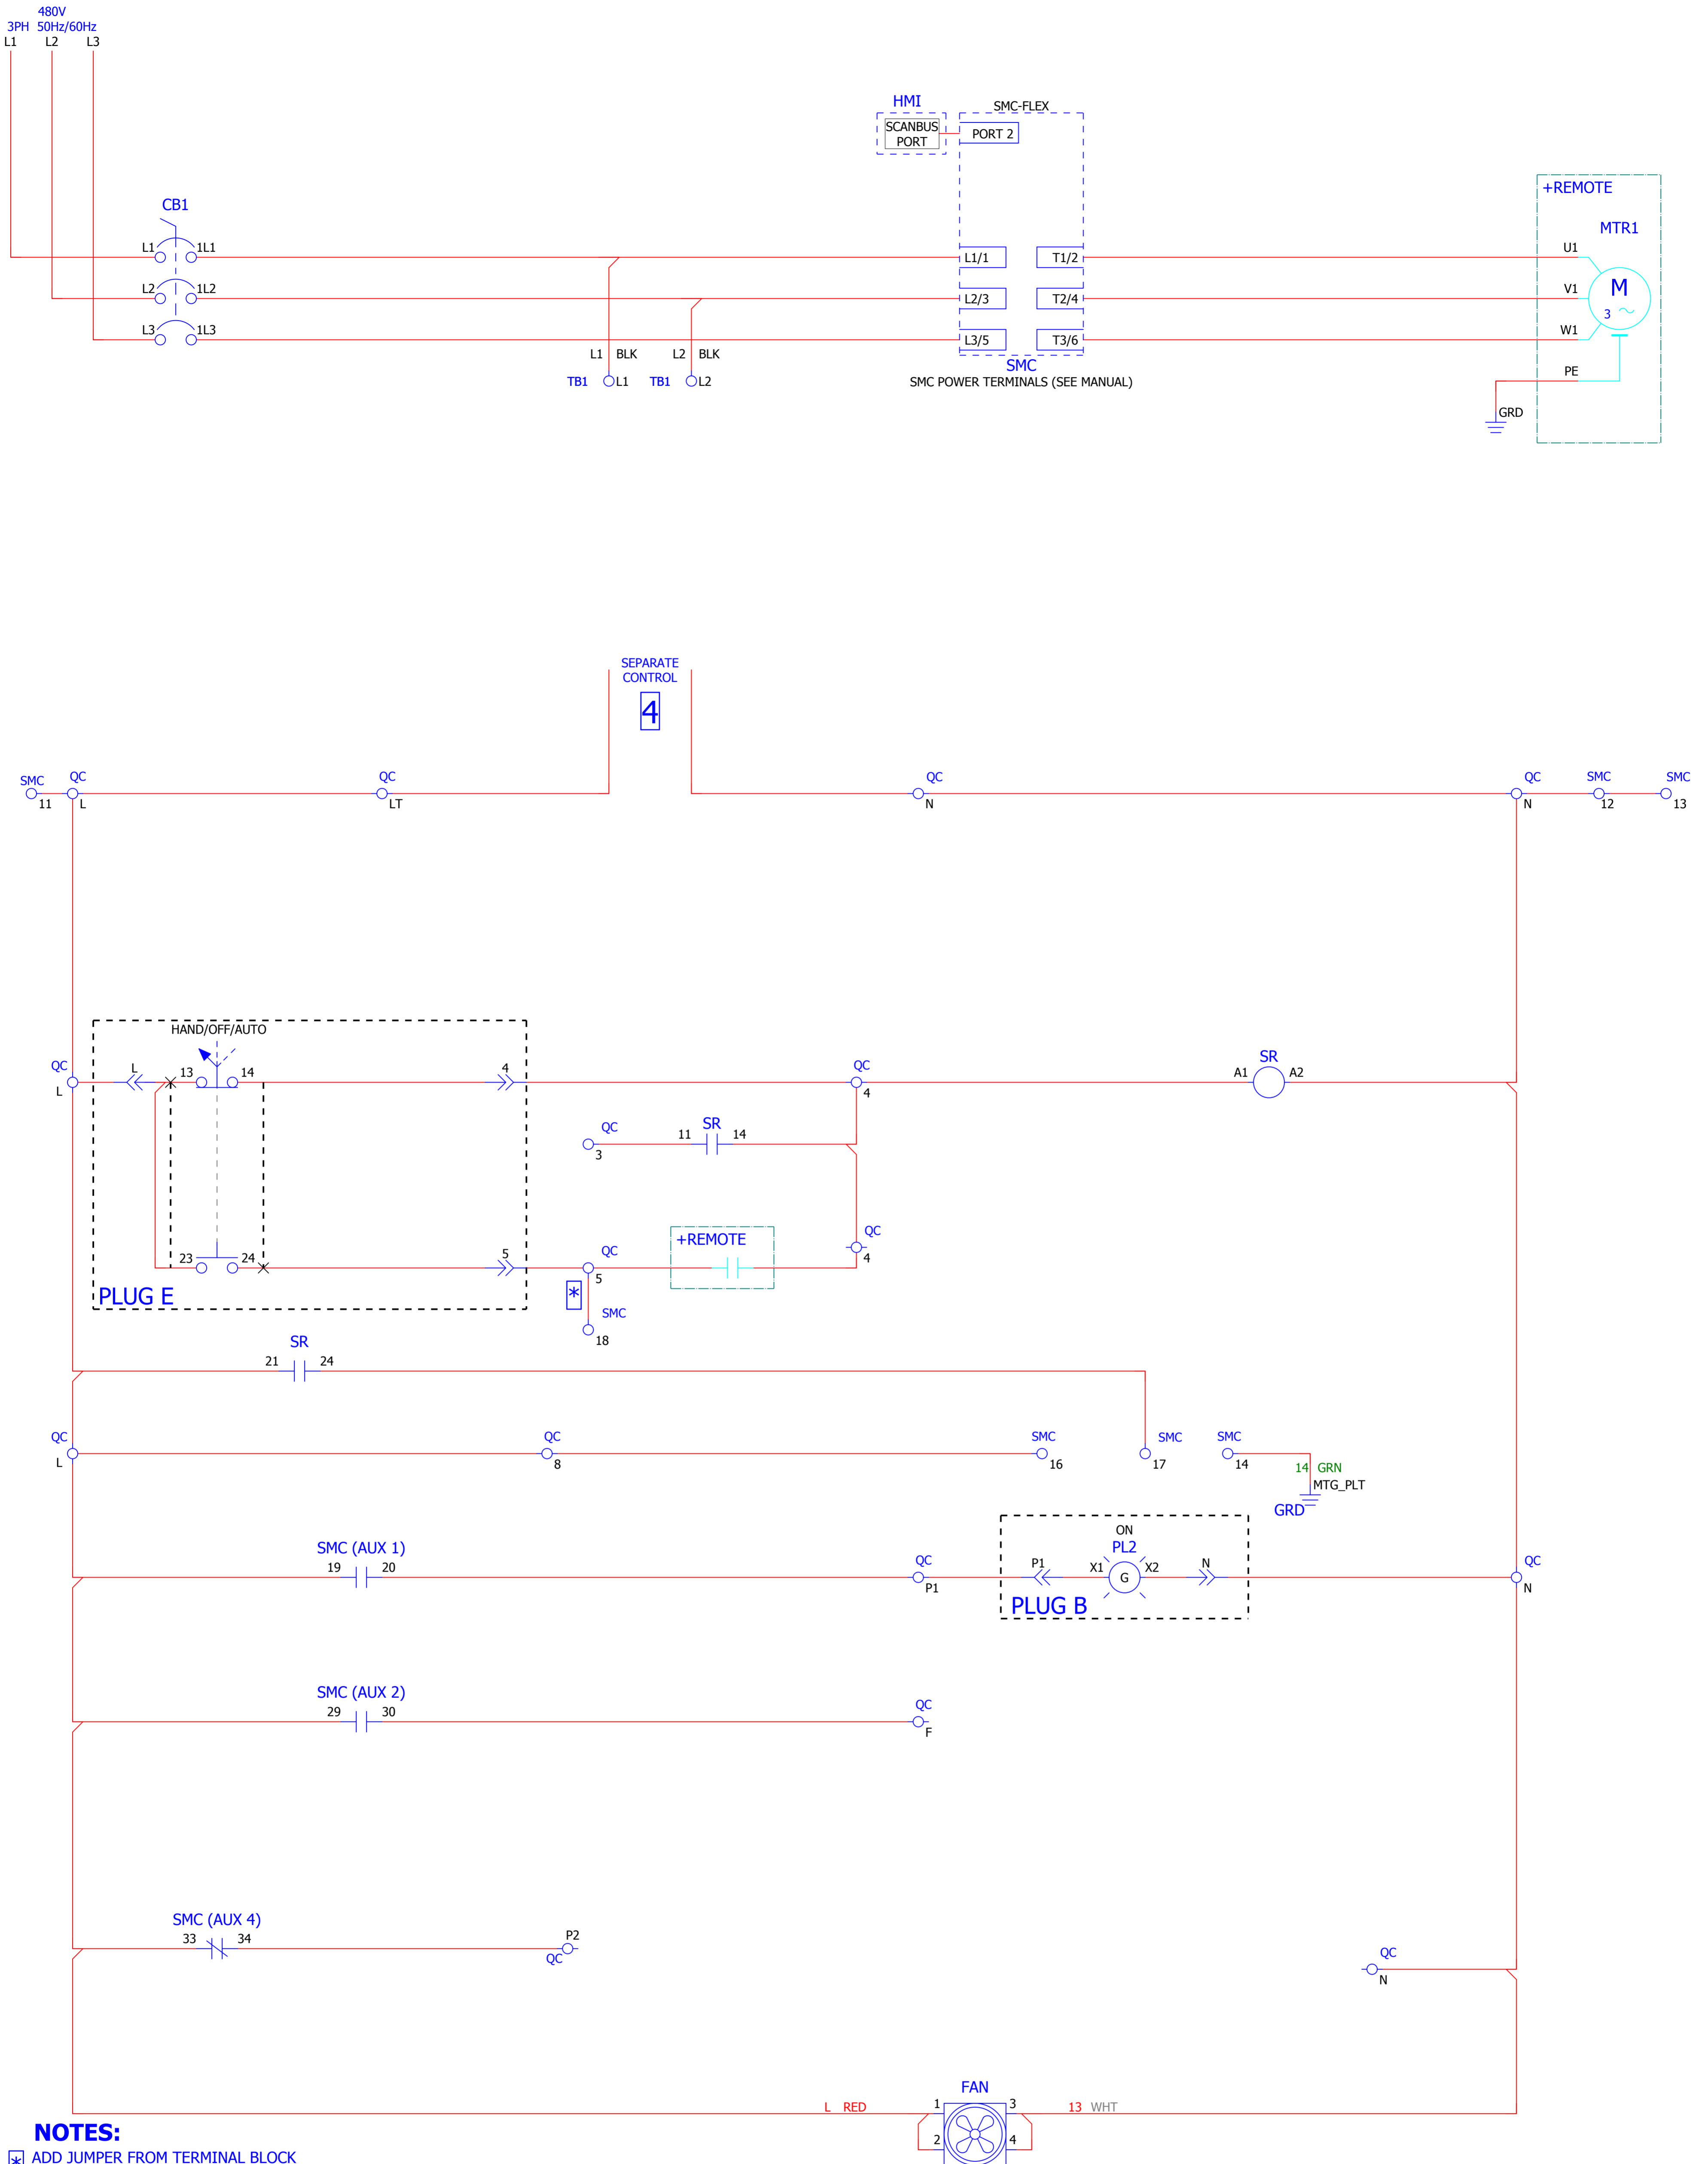 480V
3PH 50Hz/60Hz
L1 L2 L3
HMI
SCANBUS
PORT
SMC-FLEX
PORT 2
CB1
L1 1L1
L2 1L2
L3 1L3
L1/1 T1/2
L2/3 T2/4
L3/5 T3/6
SMC
SMC POWER TERMINALS (SEE MANUAL)
+REMOTE
MTR1
U1
V1
W1
M
3
PE
GRD
L1 BLK L2 BLK
TB1 L1 TB1 L2
SEPARATE
CONTROL
4
SMC QC QC QC QC SMC SMC
11 L LT N N 12 13
HAND/OFF/AUTO
QC L 13 14 4 QC SR
L 4 A1 A2
QC 11 SR 14
3
+REMOTE
QC
4
23 24 5 QC
5
PLUG E
*
SMC
18
SR
21 24
QC QC SMC SMC SMC
L 8 16 17 14
14 GRN
MTG_PLT
GRD
ON
PL2
SMC (AUX 1)
19 20 QC P1 X1 G X2 N QC
P1 N
PLUG B
SMC (AUX 2)
29 30 QC
F
SMC (AUX 4)
33 34 P2
QC
QC
N
FAN
L RED 1 3 13 WHT
2 4
NOTES:
* ADD JUMPER FROM TERMINAL BLOCK